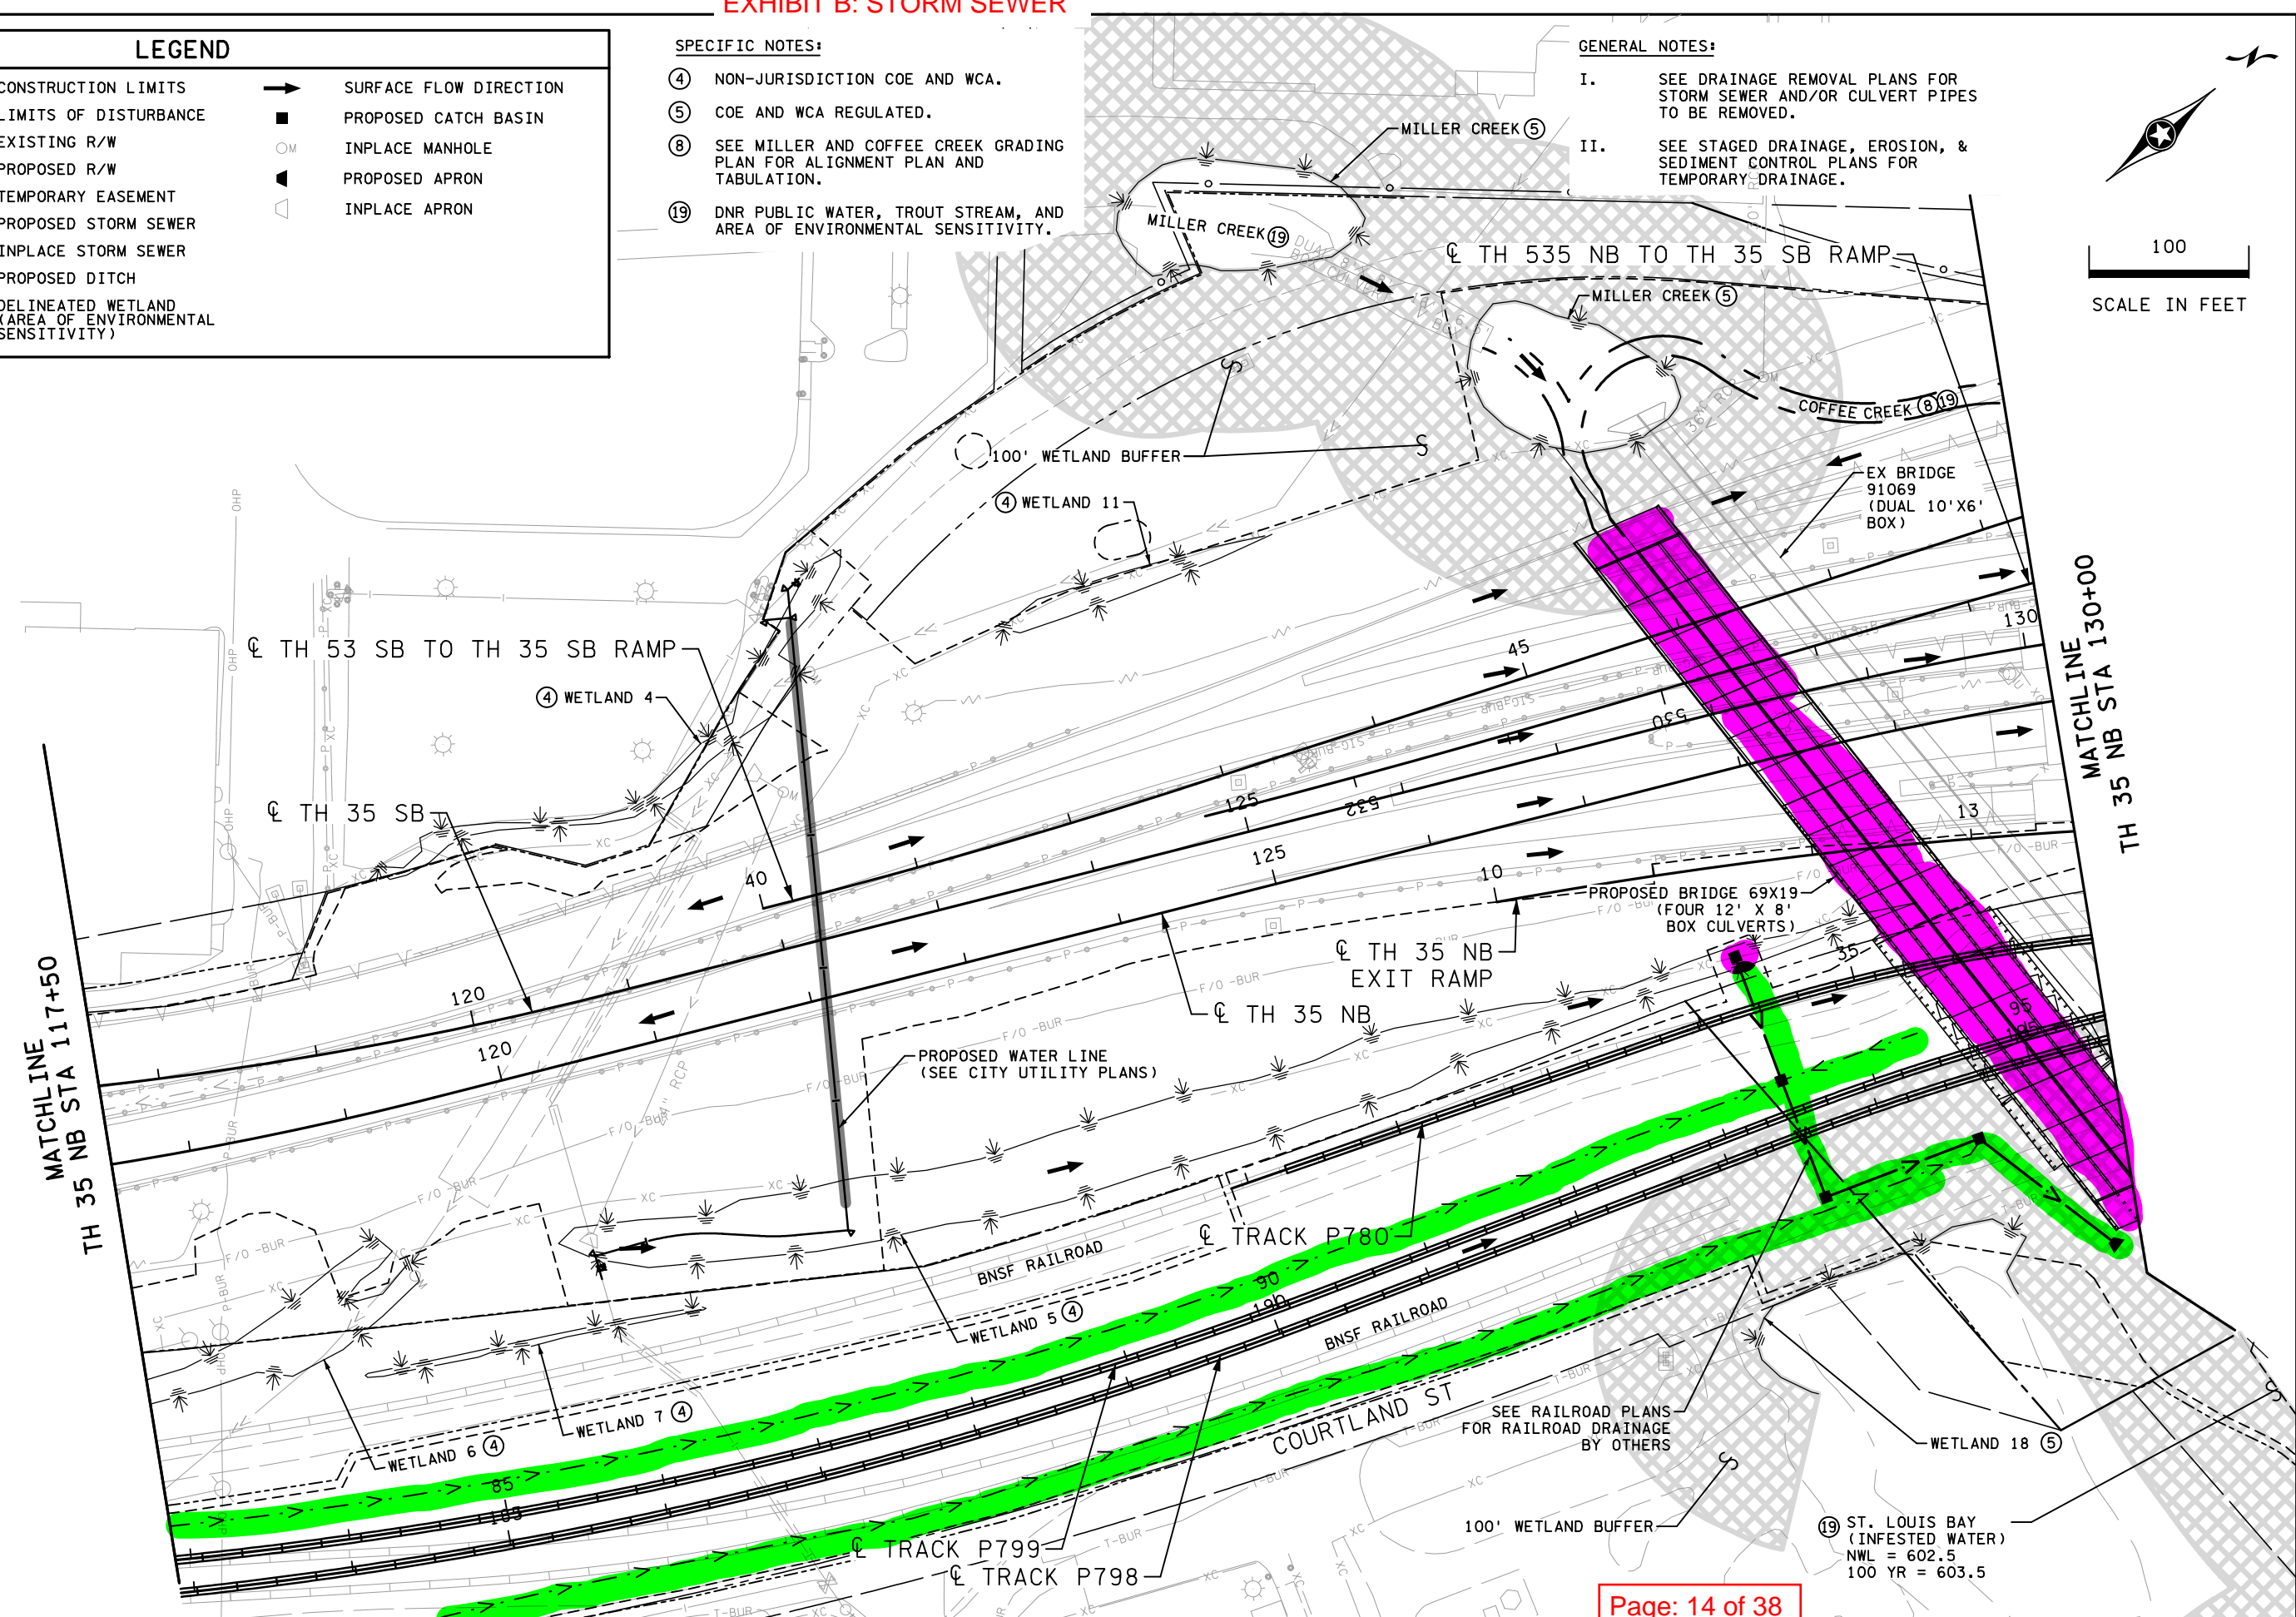 EXHIBIT B: STORM SEWER
LEGEND
CONSTRUCTION LIMITS
LIMITS OF DISTURBANCE
EXISTING R/W
PROPOSED R/W
TEMPORARY EASEMENT
PROPOSED STORM SEWER
INPLACE STORM SEWER
PROPOSED DITCH
DELINEATED WETLAND
(AREA OF ENVIRONMENTAL
SENSITIVITY)
SURFACE FLOW DIRECTION
PROPOSED CATCH BASIN
INPLACE MANHOLE
PROPOSED APRON
INPLACE APRON
SPECIFIC NOTES:
4 NON-JURISDICTION COE AND WCA.
5 COE AND WCA REGULATED.
8 SEE MILLER AND COFFEE CREEK GRADING
PLAN FOR ALIGNMENT PLAN AND
TABULATION.
19 DNR PUBLIC WATER, TROUT STREAM, AND
AREA OF ENVIRONMENTAL SENSITIVITY.
GENERAL NOTES:
I. SEE DRAINAGE REMOVAL PLANS FOR
STORM SEWER AND/OR CULVERT PIPES
TO BE REMOVED.
II. SEE STAGED DRAINAGE, EROSION, &
SEDIMENT CONTROL PLANS FOR
TEMPORARY DRAINAGE.
100
SCALE IN FEET
MILLER CREEK 5
MILLER CREEK 19
℄ TH 535 NB TO TH 35 SB RAMP
MILLER CREEK 5
COFFEE CREEK 8 19
100' WETLAND BUFFER
4 WETLAND 11
EX BRIDGE
91069
(DUAL 10'X6'
BOX)
℄ TH 53 SB TO TH 35 SB RAMP
4 WETLAND 4
℄ TH 35 SB
45
530
130
125
532
125
40
10
13
35
120
120
MATCHLINE
TH 35 NB STA 130+00
MATCHLINE
TH 35 NB STA 117+50
PROPOSED BRIDGE 69X19
(FOUR 12' X 8'
BOX CULVERTS)
℄ TH 35 NB
EXIT RAMP
℄ TH 35 NB
PROPOSED WATER LINE
(SEE CITY UTILITY PLANS)
95
℄ TRACK P780
BNSF RAILROAD
90
190
WETLAND 5 4
BNSF RAILROAD
WETLAND 7 4
WETLAND 6 4
85
185
COURTLAND ST
SEE RAILROAD PLANS
FOR RAILROAD DRAINAGE
BY OTHERS
WETLAND 18 5
℄ TRACK P799
℄ TRACK P798
100' WETLAND BUFFER
19 ST. LOUIS BAY
(INFESTED WATER)
NWL = 602.5
100 YR = 603.5
Page: 14 of 38